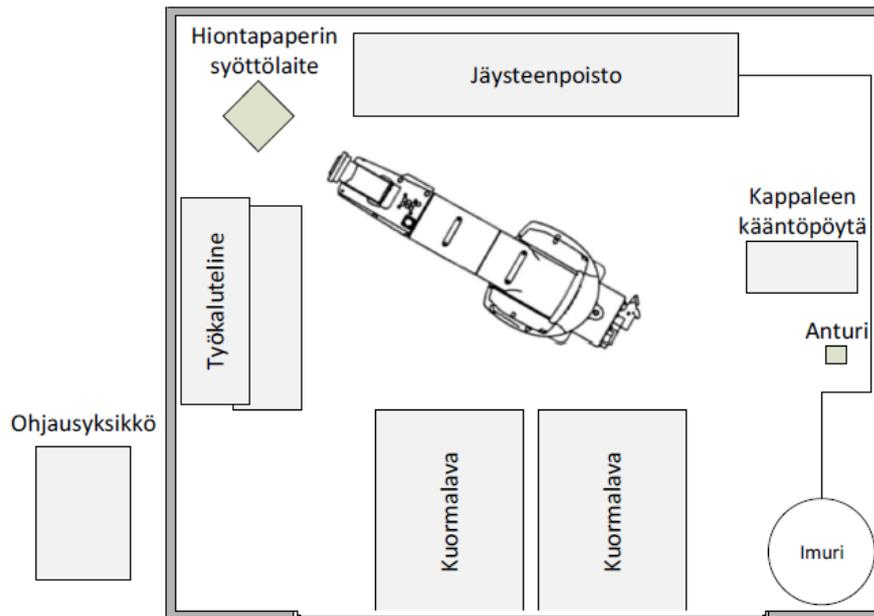 Hiontapaperin
syöttölaite
Jäysteenpoisto
Kappaleen
kääntöpöytä
Työkaluteline
Anturi
Ohjausyksikkö
Kuormalava
Kuormalava
Imuri